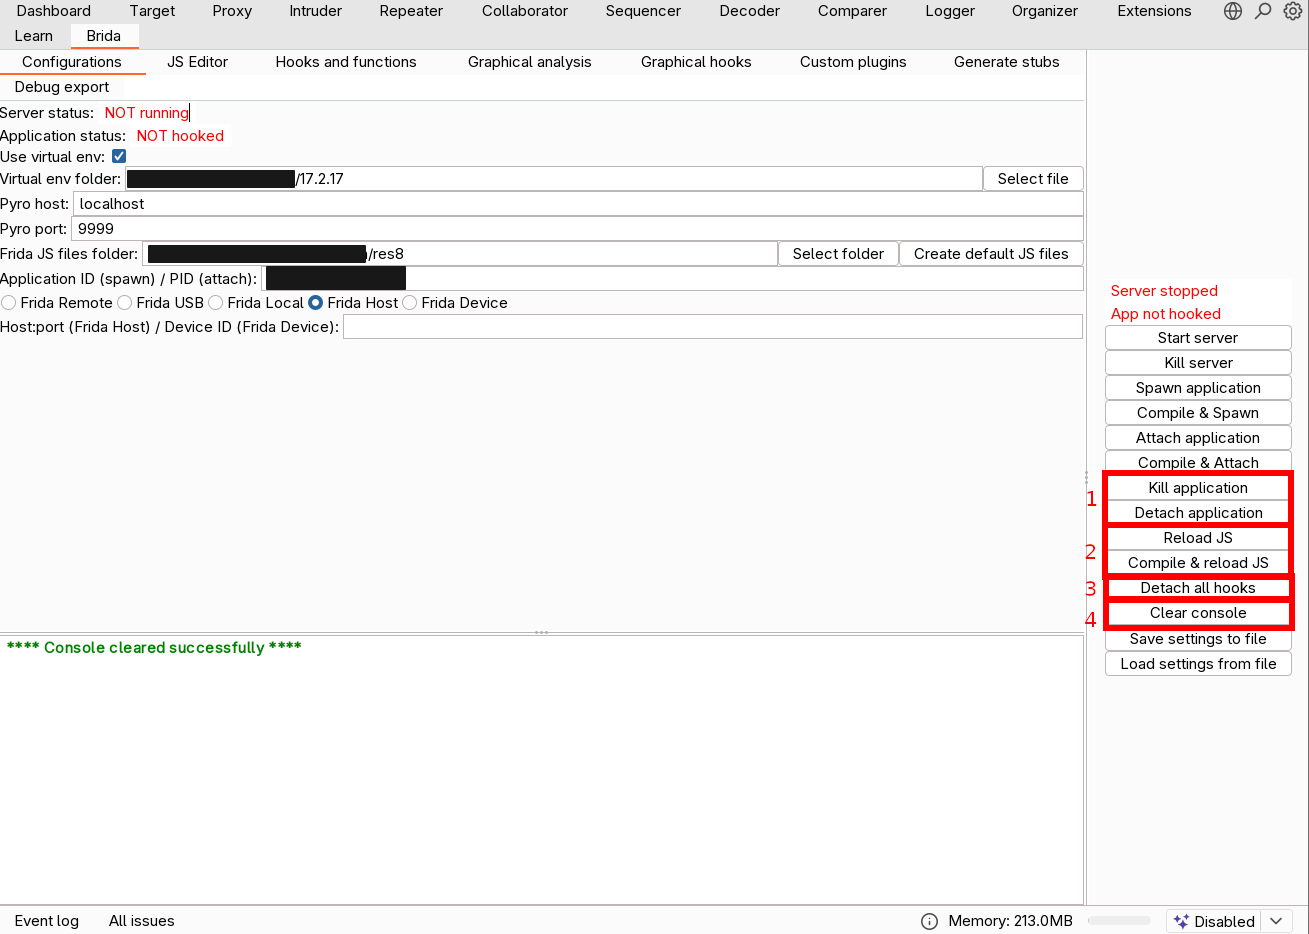 Dashboard Target Proxy Intruder Repeater Collaborator Sequencer Decoder Comparer Logger Organizer Extensions
Learn Brida
Configurations JS Editor Hooks and functions Graphical analysis Graphical hooks Custom plugins Generate stubs
Debug export
Server status: NOT running
Application status: NOT hooked
Use virtual env:
Virtual env folder: /17.2.17 Select file
Pyro host: localhost
Pyro port: 9999
Frida JS files folder: /res8 Select folder Create default JS files
Application ID (spawn) / PID (attach):
Frida Remote Frida USB Frida Local Frida Host Frida Device
Host:port (Frida Host) / Device ID (Frida Device):
Server stopped
App not hooked
Start server
Kill server
Spawn application
Compile & Spawn
Attach application
Compile & Attach
1 Kill application
Detach application
2 Reload JS
Compile & reload JS
3 Detach all hooks
4 Clear console
Save settings to file
Load settings from file
**** Console cleared successfully ****
Event log All issues Memory: 213.0MB Disabled